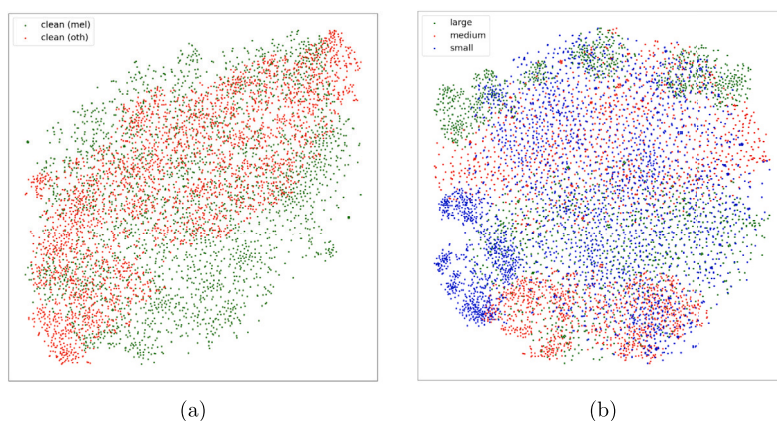 clean (mel)
clean (oth)
large
medium
small
(a)
(b)